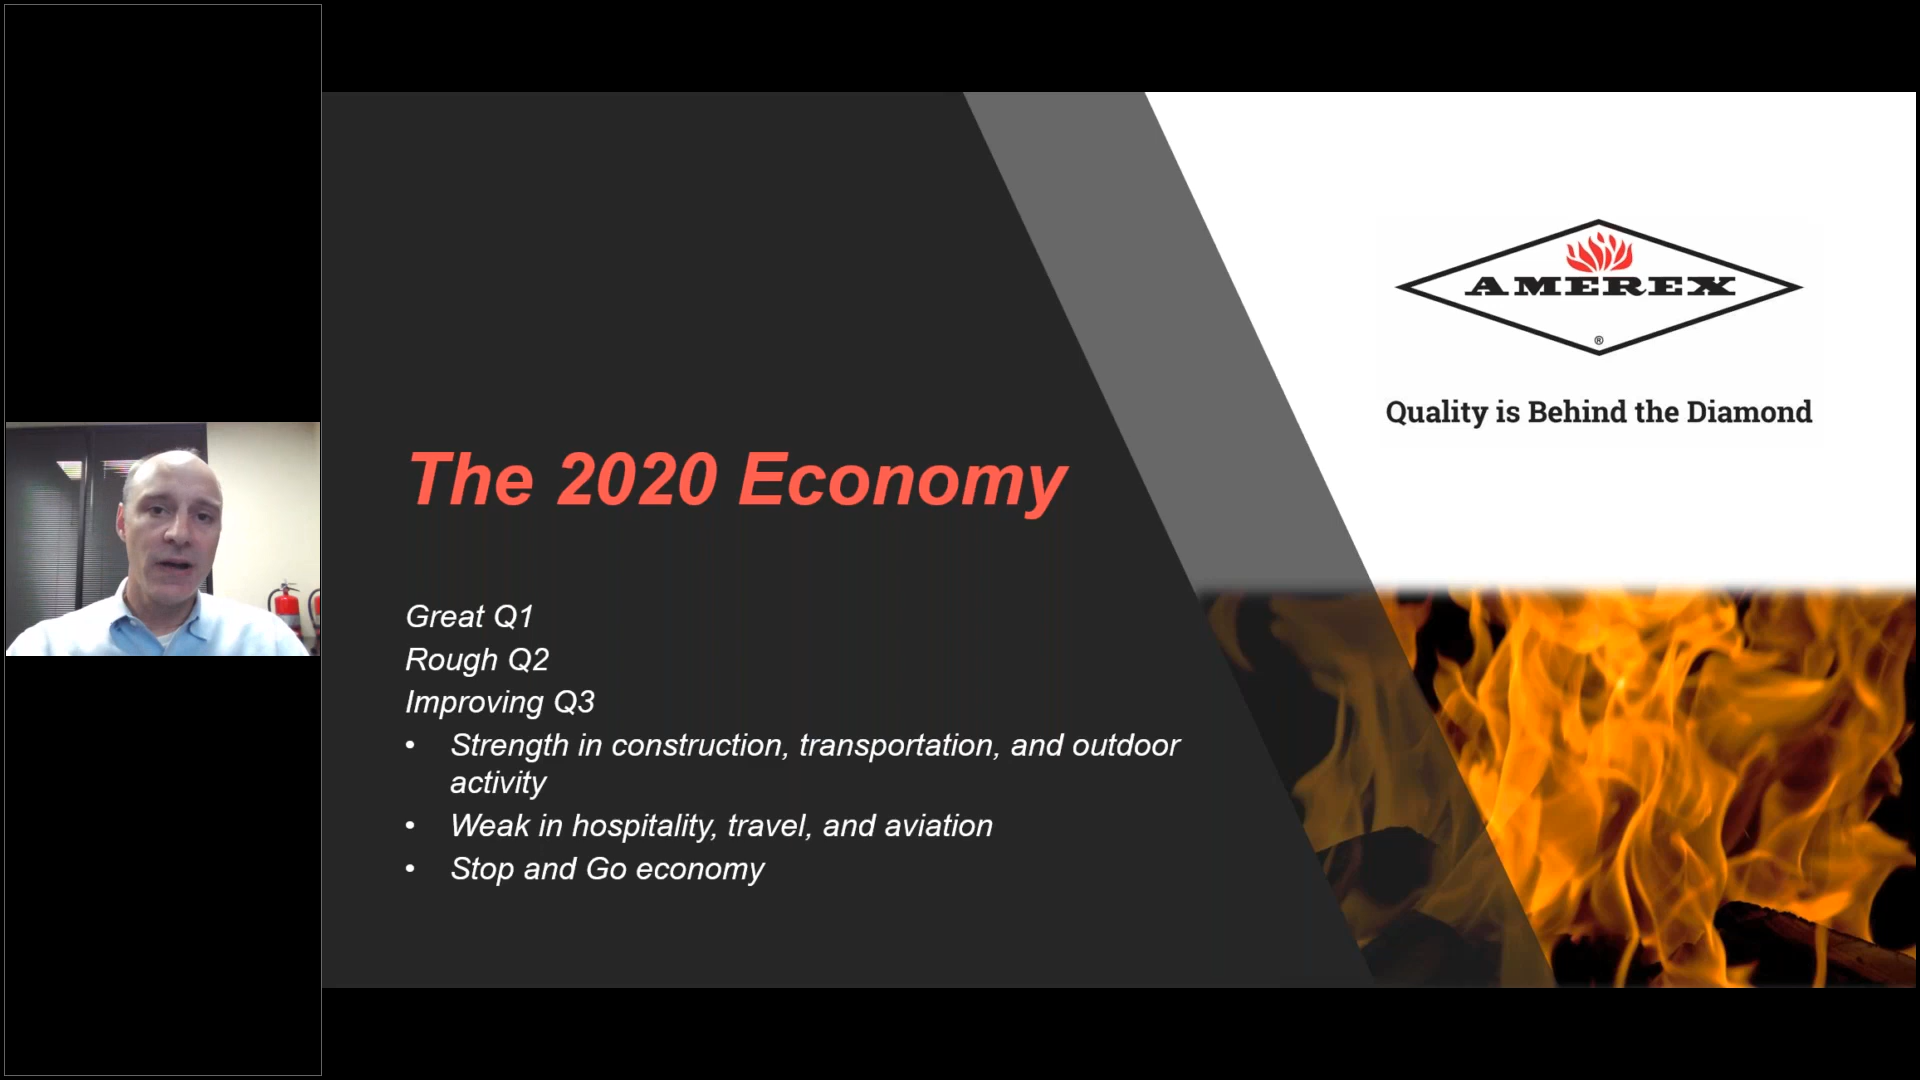 AMEREX
®
Quality is Behind the Diamond
The 2020 Economy
Great Q1
Rough Q2
Improving Q3
• Strength in construction, transportation, and outdoor
activity
• Weak in hospitality, travel, and aviation
• Stop and Go economy